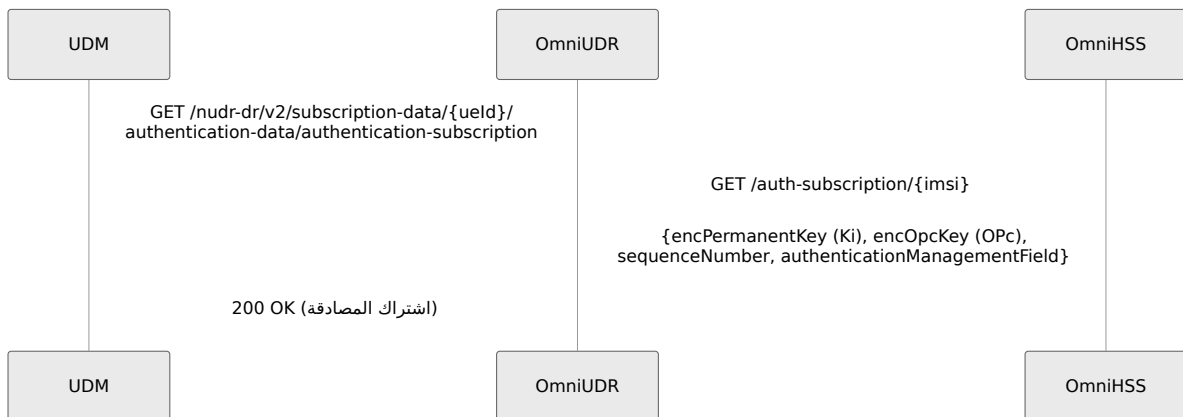 UDM
OmniUDR
OmniHSS
GET /nudr-dr/v2/subscription-data/{ueId}/
authentication-data/authentication-subscription
GET /auth-subscription/{imsi}
{encPermanentKey (Ki), encOpcKey (OPc),
sequenceNumber, authenticationManagementField}
200 OK (اشتراك المصادقة)
UDM
OmniUDR
OmniHSS